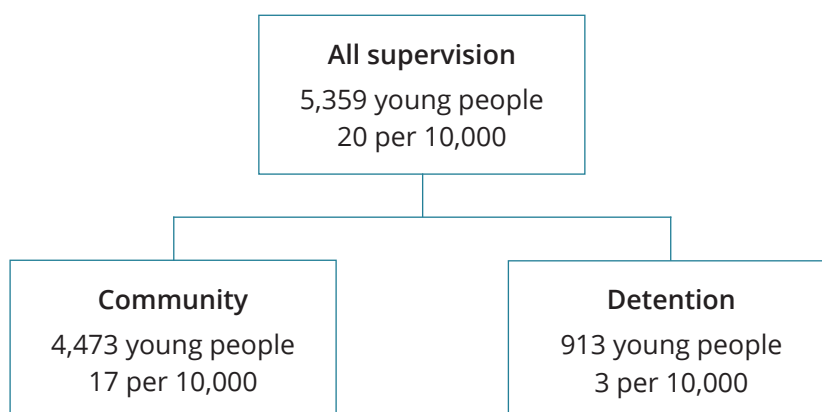 All supervision
5,359 young people
20 per 10,000
Community
4,473 young people
17 per 10,000
Detention
913 young people
3 per 10,000